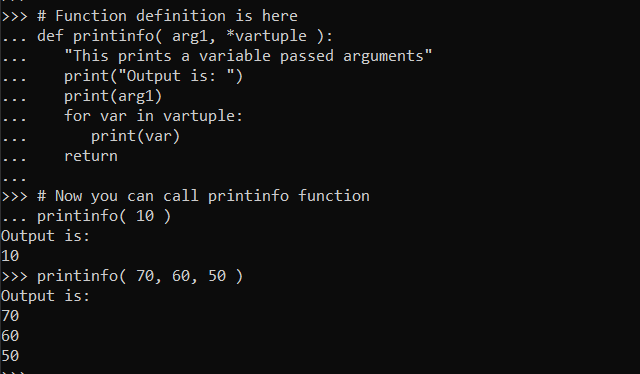 >>> # Function definition is here
... def printinfo( arg1, *vartuple ):
...    "This prints a variable passed arguments"
...    print("Output is: ")
...    print(arg1)
...    for var in vartuple:
...       print(var)
...    return
...
>>> # Now you can call printinfo function
... printinfo( 10 )
Output is:
10
>>> printinfo( 70, 60, 50 )
Output is:
70
60
50
>>>